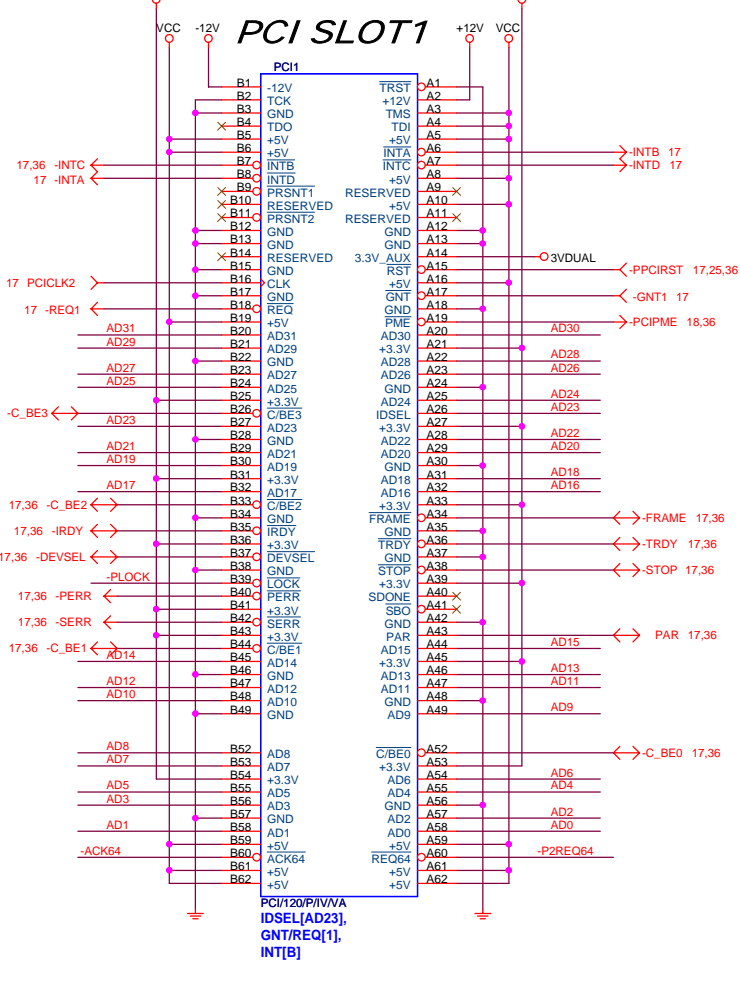 PCI SLOT1
VCC -12V +12V VCC
PCI1
B1 -12V TRST A1
B2 TCK +12V A2
B3 GND TMS A3
B4 TDO TDI A4
B5 +5V +5V A5
B6 +5V INTA A6 -INTB 17
17,36 -INTC B7 INTB INTC A7 -INTD 17
17 -INTA B8 INTD +5V A8
B9 PRSNT1 RESERVED A9
B10 RESERVED +5V A10
B11 PRSNT2 RESERVED A11
B12 GND GND A12
B13 GND GND A13
B14 RESERVED 3.3V_AUX A14 3VDUAL
B15 GND RST A15 -PPCIRST 17,25,36
17 PCICLK2 B16 CLK +5V A16
B17 GND GNT A17 -GNT1 17
17 -REQ1 B18 REQ GND A18
B19 +5V PME A19 -PCIPME 18,36
AD31 B20 AD31 AD30 A20 AD30
AD29 B21 AD29 +3.3V A21
B22 GND AD28 A22 AD28
AD27 B23 AD27 AD26 A23 AD26
AD25 B24 AD25 GND A24
B25 +3.3V AD24 A25 AD24
-C_BE3 B26 C/BE3 IDSEL A26 AD23
AD23 B27 AD23 +3.3V A27
B28 GND AD22 A28 AD22
AD21 B29 AD21 AD20 A29 AD20
AD19 B30 AD19 GND A30
B31 +3.3V AD18 A31 AD18
AD17 B32 AD17 AD16 A32 AD16
17,36 -C_BE2 B33 C/BE2 +3.3V A33
B34 GND FRAME A34 -FRAME 17,36
17,36 -IRDY B35 IRDY GND A35
B36 +3.3V TRDY A36 -TRDY 17,36
17,36 -DEVSEL B37 DEVSEL GND A37
B38 GND STOP A38 -STOP 17,36
-PLOCK B39 LOCK +3.3V A39
17,36 -PERR B40 PERR SDONE A40
B41 +3.3V SBO A41
17,36 -SERR B42 SERR GND A42
B43 +3.3V PAR A43 PAR 17,36
17,36 -C_BE1 B44 C/BE1 AD15 A44 AD15
AD14 B45 AD14 +3.3V A45
B46 GND AD13 A46 AD13
AD12 B47 AD12 AD11 A47 AD11
AD10 B48 AD10 GND A48
B49 GND AD9 A49 AD9
AD8 B52 AD8 C/BE0 A52 -C_BE0 17,36
AD7 B53 AD7 +3.3V A53
B54 +3.3V AD6 A54 AD6
AD5 B55 AD5 AD4 A55 AD4
AD3 B56 AD3 GND A56
B57 GND AD2 A57 AD2
AD1 B58 AD1 AD0 A58 AD0
B59 +5V +5V A59
-ACK64 B60 ACK64 REQ64 A60 -P2REQ64
B61 +5V +5V A61
B62 +5V +5V A62
PCI/120/P/IV/VA
IDSEL[AD23],
GNT/REQ[1],
INT[B]